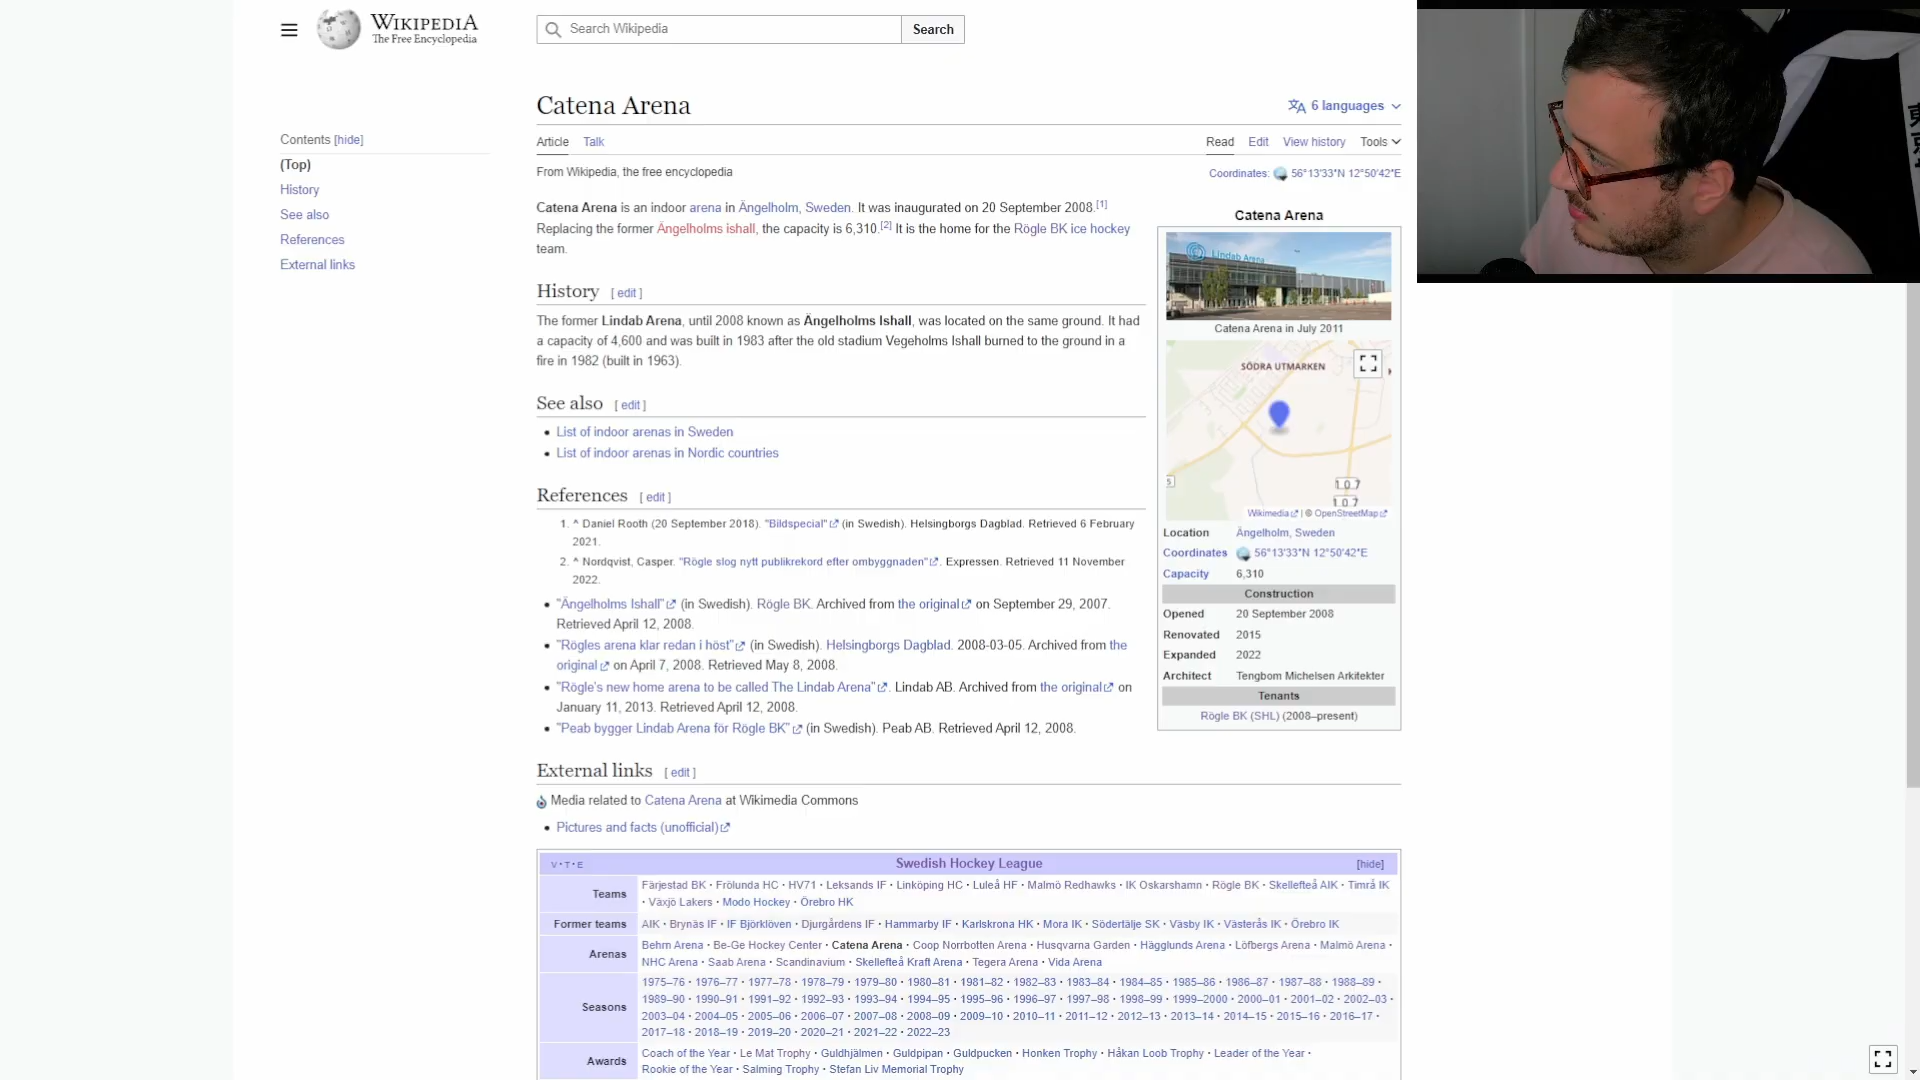 WIKIPEDIA
The Free Encyclopedia
Search Wikipedia
Search
Catena Arena
6 languages
Contents [hide]
(Top)
History
See also
References
External links
Article Talk
Read Edit View history Tools
From Wikipedia, the free encyclopedia
Coordinates: 56°13′33″N 12°50′42″E
Catena Arena is an indoor arena in Ängelholm, Sweden. It was inaugurated on 20 September 2008.[1]
Replacing the former Ängelholms ishall, the capacity is 6,310.[2] It is the home for the Rögle BK ice hockey
team.
History [ edit ]
The former Lindab Arena, until 2008 known as Ängelholms Ishall, was located on the same ground. It had
a capacity of 4,600 and was built in 1983 after the old stadium Vegeholms Ishall burned to the ground in a
fire in 1982 (built in 1963).
See also [ edit ]
• List of indoor arenas in Sweden
• List of indoor arenas in Nordic countries
References [ edit ]
1. ^ Daniel Rooth (20 September 2018). "Bildspecial" (in Swedish). Helsingborgs Dagblad. Retrieved 6 February
2021.
2. ^ Nordqvist, Casper. "Rögle slog nytt publikrekord efter ombyggnaden". Expressen. Retrieved 11 November
2022.
• "Ängelholms Ishall" (in Swedish). Rögle BK. Archived from the original on September 29, 2007.
Retrieved April 12, 2008.
• "Rögles arena klar redan i höst" (in Swedish). Helsingborgs Dagblad. 2008-03-05. Archived from the
original on April 7, 2008. Retrieved May 8, 2008.
• "Rögle's new home arena to be called The Lindab Arena". Lindab AB. Archived from the original on
January 11, 2013. Retrieved April 12, 2008.
• "Peab bygger Lindab Arena för Rögle BK" (in Swedish). Peab AB. Retrieved April 12, 2008.
External links [ edit ]
Media related to Catena Arena at Wikimedia Commons
• Pictures and facts (unofficial)
Catena Arena
Lindab Arena
Catena Arena in July 2011
SÖDRA UTMARKEN
107
107
Wikimedia | © OpenStreetMap
Location Ängelholm, Sweden
Coordinates 56°13′33″N 12°50′42″E
Capacity 6,310
Construction
Opened 20 September 2008
Renovated 2015
Expanded 2022
Architect Tengbom Michelsen Arkitekter
Tenants
Rögle BK (SHL) (2008–present)
V · T · E Swedish Hockey League [hide]
Teams
Färjestad BK · Frölunda HC · HV71 · Leksands IF · Linköping HC · Luleå HF · Malmö Redhawks · IK Oskarshamn · Rögle BK · Skellefteå AIK · Timrå IK
· Växjö Lakers · Modo Hockey · Örebro HK
Former teams
AIK · Brynäs IF · IF Björklöven · Djurgårdens IF · Hammarby IF · Karlskrona HK · Mora IK · Södertälje SK · Väsby IK · Västerås IK · Örebro IK
Arenas
Behrn Arena · Be-Ge Hockey Center · Catena Arena · Coop Norrbotten Arena · Husqvarna Garden · Hägglunds Arena · Löfbergs Arena · Malmö Arena ·
NHC Arena · Saab Arena · Scandinavium · Skellefteå Kraft Arena · Tegera Arena · Vida Arena
Seasons
1975–76 · 1976–77 · 1977–78 · 1978–79 · 1979–80 · 1980–81 · 1981–82 · 1982–83 · 1983–84 · 1984–85 · 1985–86 · 1986–87 · 1987–88 · 1988–89 ·
1989–90 · 1990–91 · 1991–92 · 1992–93 · 1993–94 · 1994–95 · 1995–96 · 1996–97 · 1997–98 · 1998–99 · 1999–2000 · 2000–01 · 2001–02 · 2002–03 ·
2003–04 · 2004–05 · 2005–06 · 2006–07 · 2007–08 · 2008–09 · 2009–10 · 2010–11 · 2011–12 · 2012–13 · 2013–14 · 2014–15 · 2015–16 · 2016–17 ·
2017–18 · 2018–19 · 2019–20 · 2020–21 · 2021–22 · 2022–23
Awards
Coach of the Year · Le Mat Trophy · Guldhjälmen · Guldpipan · Guldpucken · Honken Trophy · Håkan Loob Trophy · Leader of the Year ·
Rookie of the Year · Salming Trophy · Stefan Liv Memorial Trophy